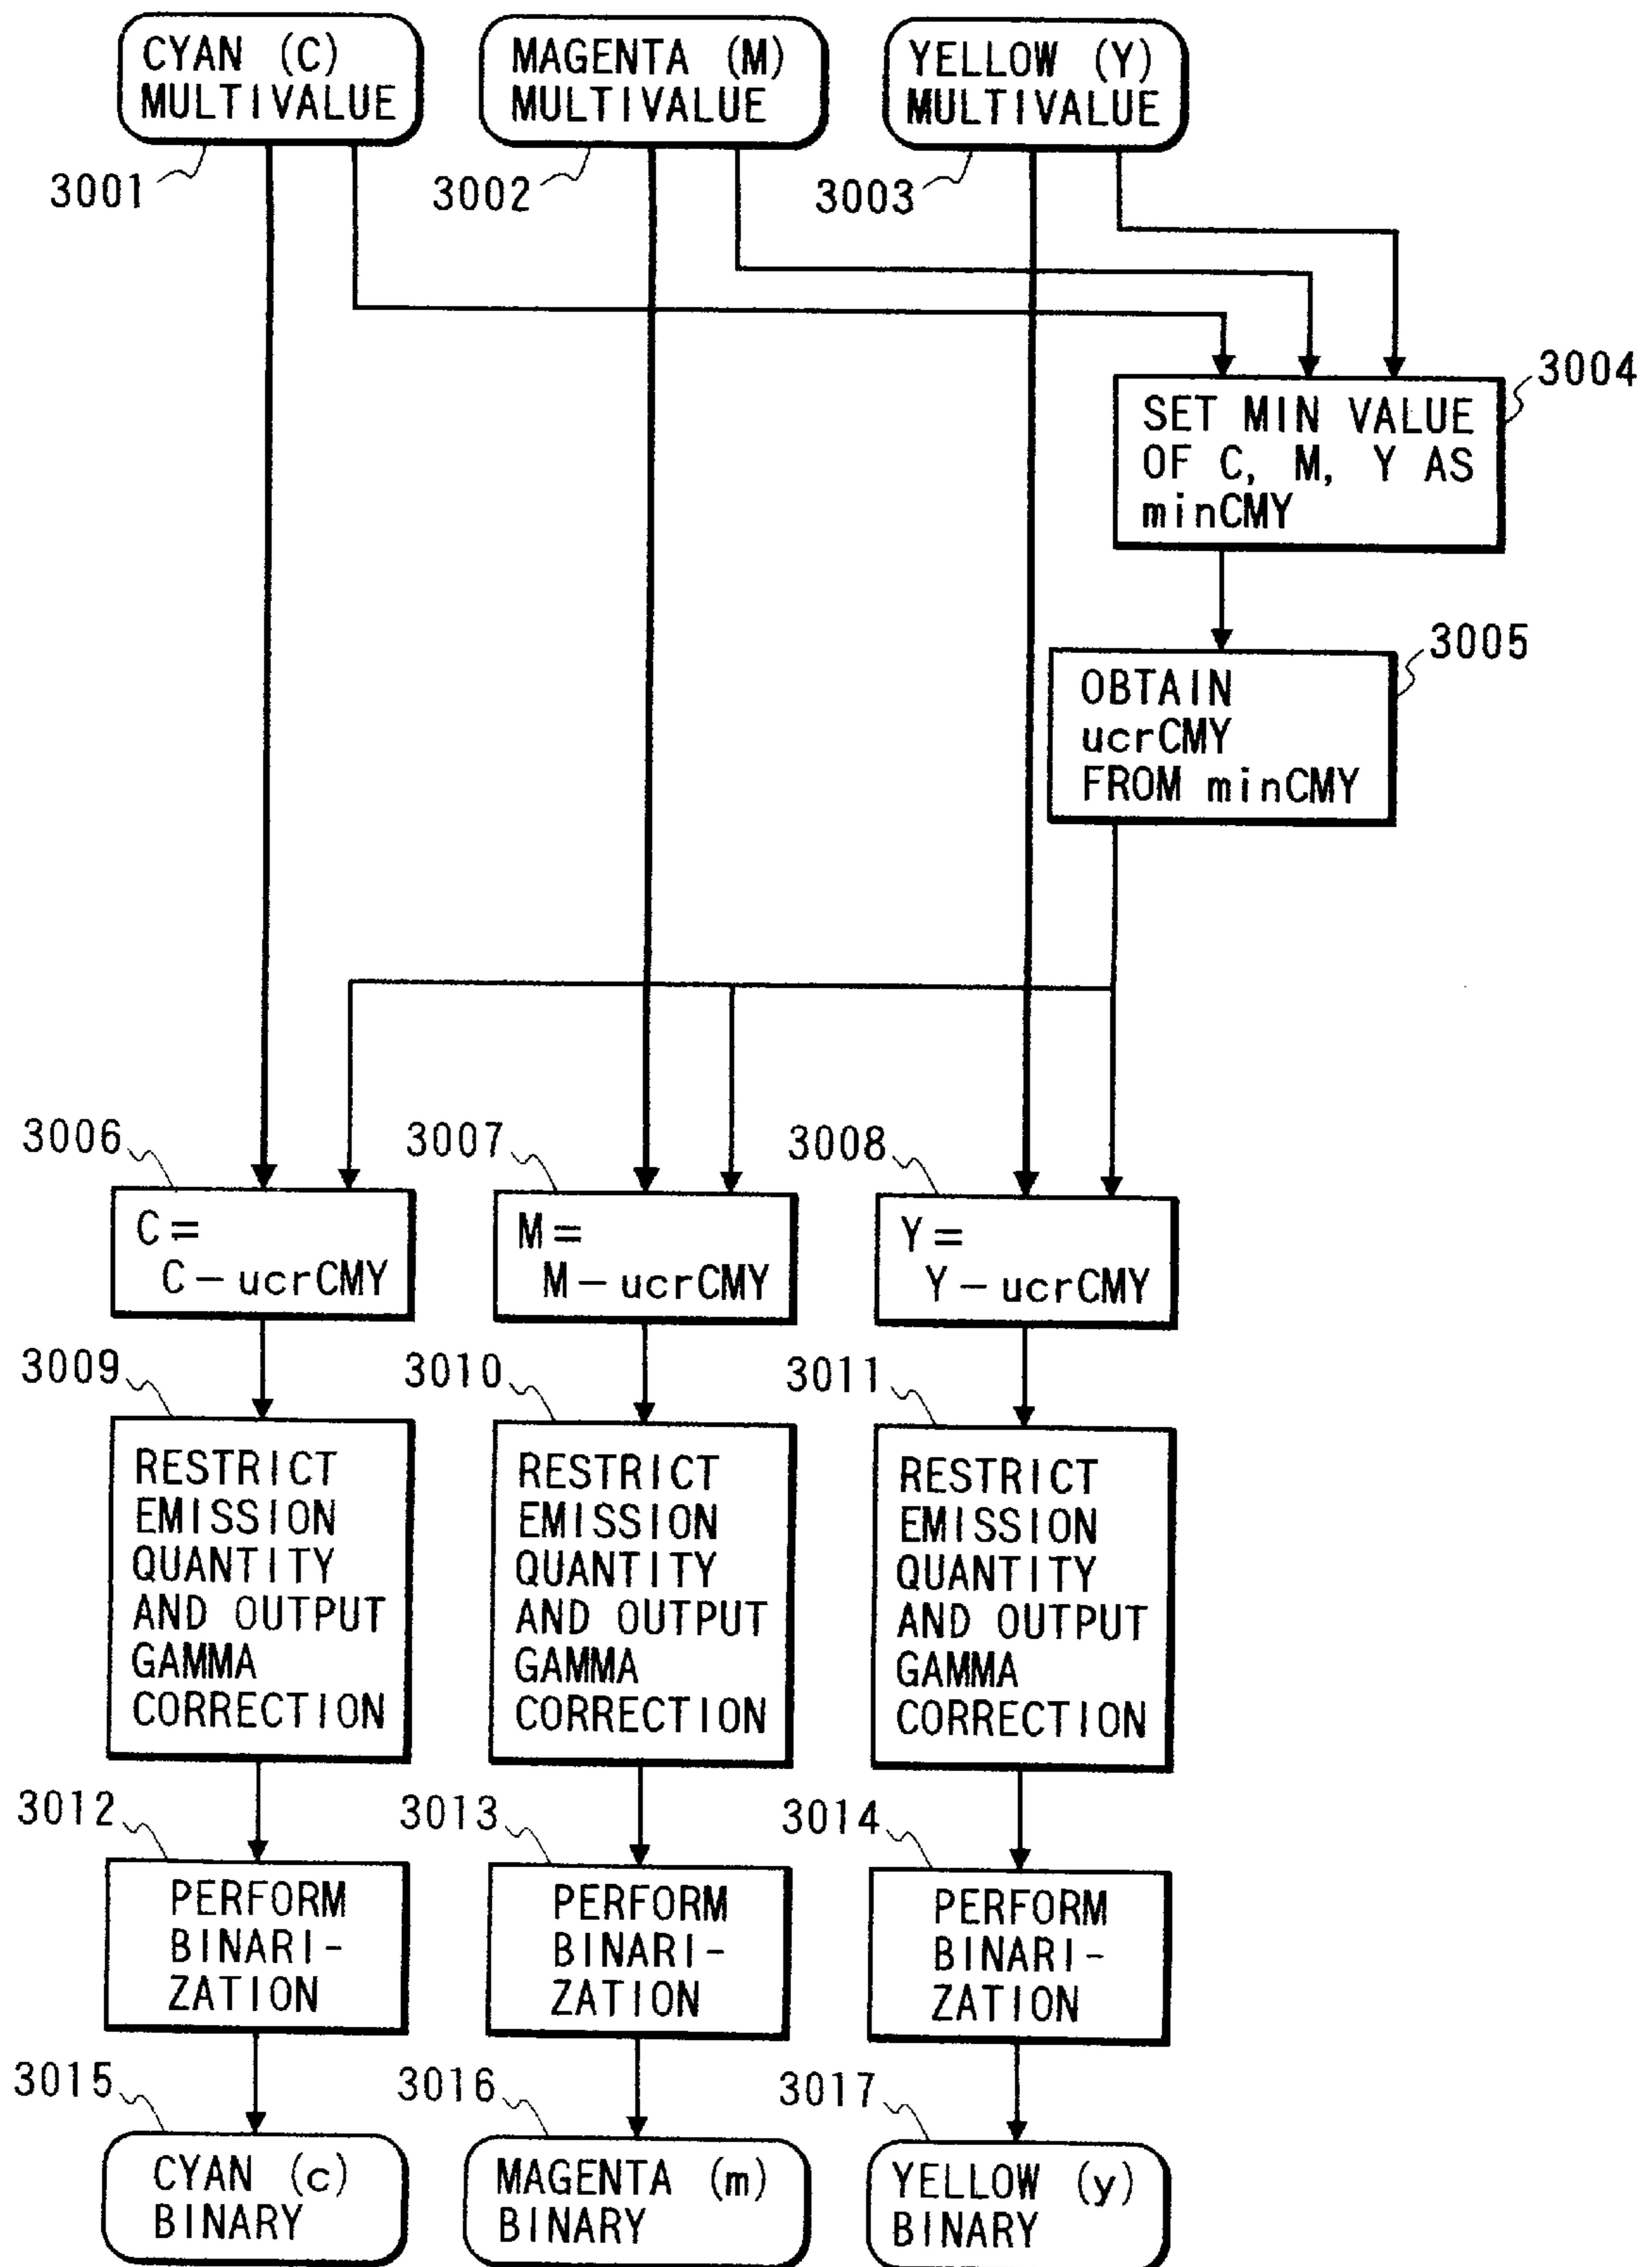 CYAN (C)
MULTIVALUE
MAGENTA (M)
MULTIVALUE
YELLOW (Y)
MULTIVALUE
3001
3002
3003
3004
SET MIN VALUE
OF C, M, Y AS
minCMY
3005
OBTAIN
ucrCMY
FROM minCMY
3006
C=
C-ucrCMY
3007
M=
M-ucrCMY
3008
Y=
Y-ucrCMY
3009
RESTRICT
EMISSION
QUANTITY
AND OUTPUT
GAMMA
CORRECTION
3010
RESTRICT
EMISSION
QUANTITY
AND OUTPUT
GAMMA
CORRECTION
3011
RESTRICT
EMISSION
QUANTITY
AND OUTPUT
GAMMA
CORRECTION
3012
PERFORM
BINARI-
ZATION
3013
PERFORM
BINARI-
ZATION
3014
PERFORM
BINARI-
ZATION
3015
CYAN (c)
BINARY
3016
MAGENTA (m)
BINARY
3017
YELLOW (y)
BINARY